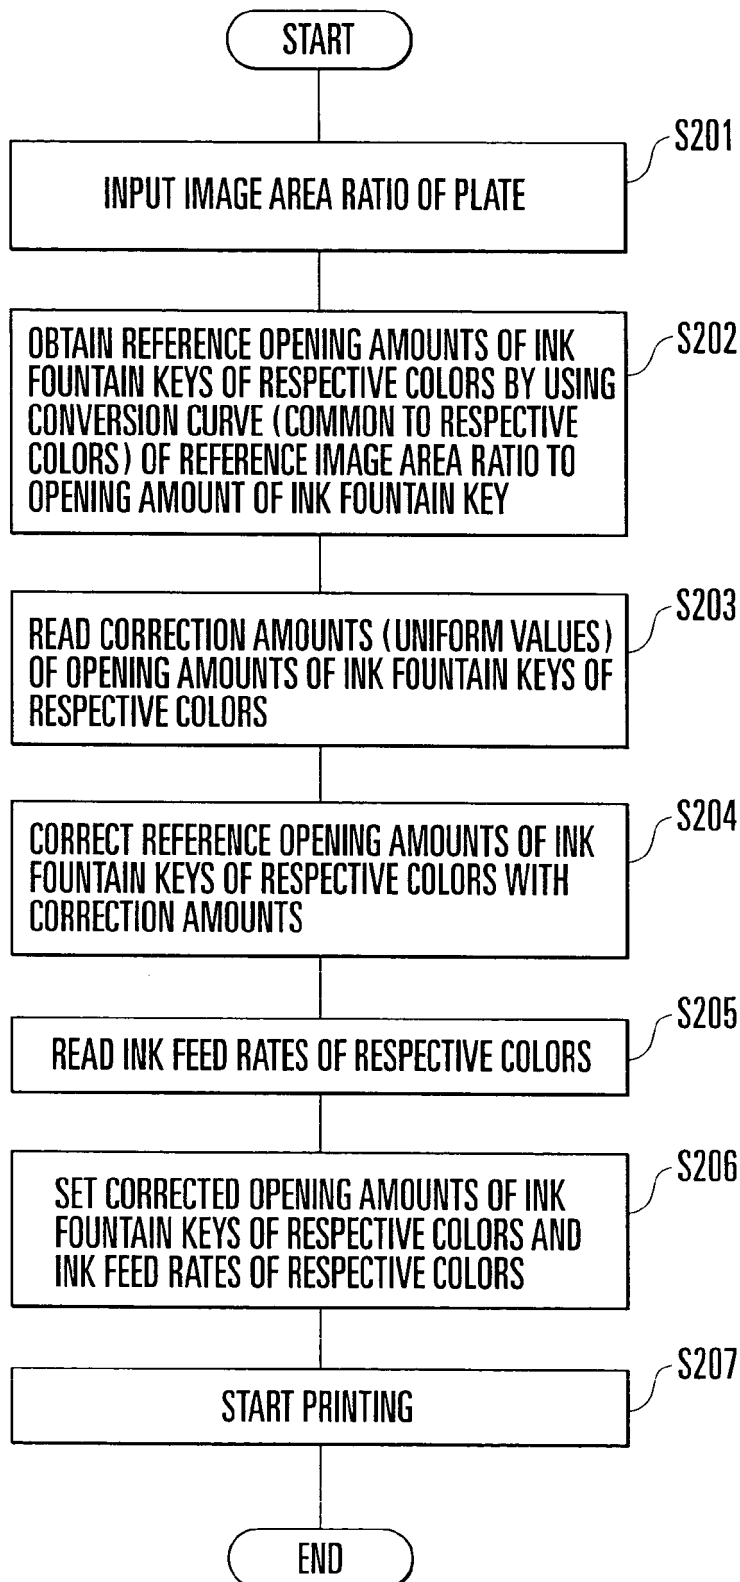 START
S201
INPUT IMAGE AREA RATIO OF PLATE
S202
OBTAIN REFERENCE OPENING AMOUNTS OF INK
FOUNTAIN KEYS OF RESPECTIVE COLORS BY USING
CONVERSION CURVE (COMMON TO RESPECTIVE
COLORS) OF REFERENCE IMAGE AREA RATIO TO
OPENING AMOUNT OF INK FOUNTAIN KEY
S203
READ CORRECTION AMOUNTS (UNIFORM VALUES)
OF OPENING AMOUNTS OF INK FOUNTAIN KEYS OF
RESPECTIVE COLORS
S204
CORRECT REFERENCE OPENING AMOUNTS OF INK
FOUNTAIN KEYS OF RESPECTIVE COLORS WITH
CORRECTION AMOUNTS
S205
READ INK FEED RATES OF RESPECTIVE COLORS
S206
SET CORRECTED OPENING AMOUNTS OF INK
FOUNTAIN KEYS OF RESPECTIVE COLORS AND
INK FEED RATES OF RESPECTIVE COLORS
S207
START PRINTING
END